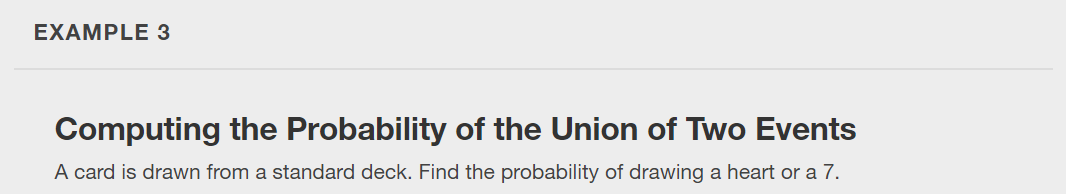 EXAMPLE 3
Computing the Probability of the Union of Two Events
A card is drawn from a standard deck. Find the probability of drawing a heart or a 7.